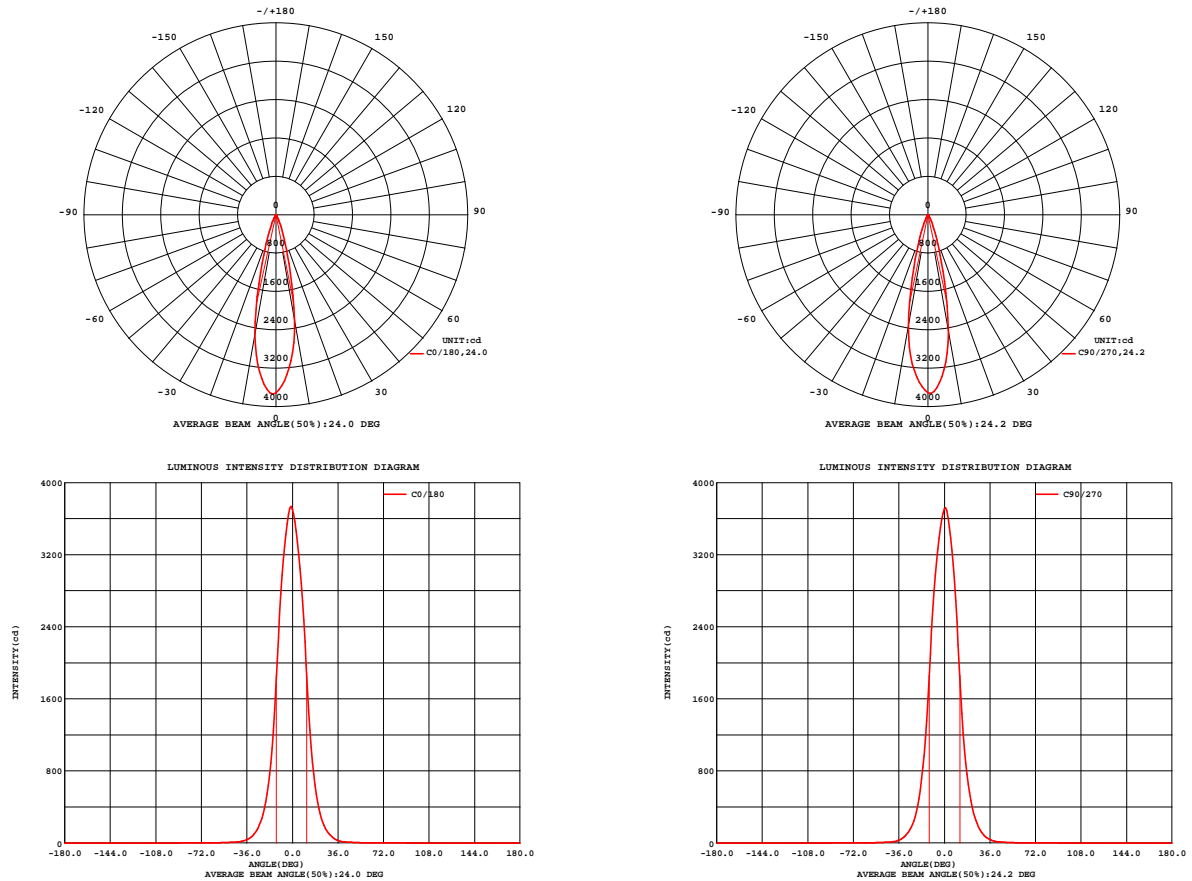 -/+180
-150 150
-120 120
-90 0 90
800
1600
-60 2400 60
UNIT:cd
3200 C0/180,24.0
-30 4000 30
0
AVERAGE BEAM ANGLE(50%):24.0 DEG
-/+180
-150 150
-120 120
-90 0 90
800
1600
-60 2400 60
UNIT:cd
3200 C90/270,24.2
-30 4000 30
0
AVERAGE BEAM ANGLE(50%):24.2 DEG
LUMINOUS INTENSITY DISTRIBUTION DIAGRAM
4000
C0/180
3200
2400
INTENSITY(cd)
1600
800
0
-180.0 -144.0 -108.0 -72.0 -36.0 0.0 36.0 72.0 108.0 144.0 180.0
ANGLE(DEG)
AVERAGE BEAM ANGLE(50%):24.0 DEG
LUMINOUS INTENSITY DISTRIBUTION DIAGRAM
4000
C90/270
3200
2400
INTENSITY(cd)
1600
800
0
-180.0 -144.0 -108.0 -72.0 -36.0 0.0 36.0 72.0 108.0 144.0 180.0
ANGLE(DEG)
AVERAGE BEAM ANGLE(50%):24.2 DEG